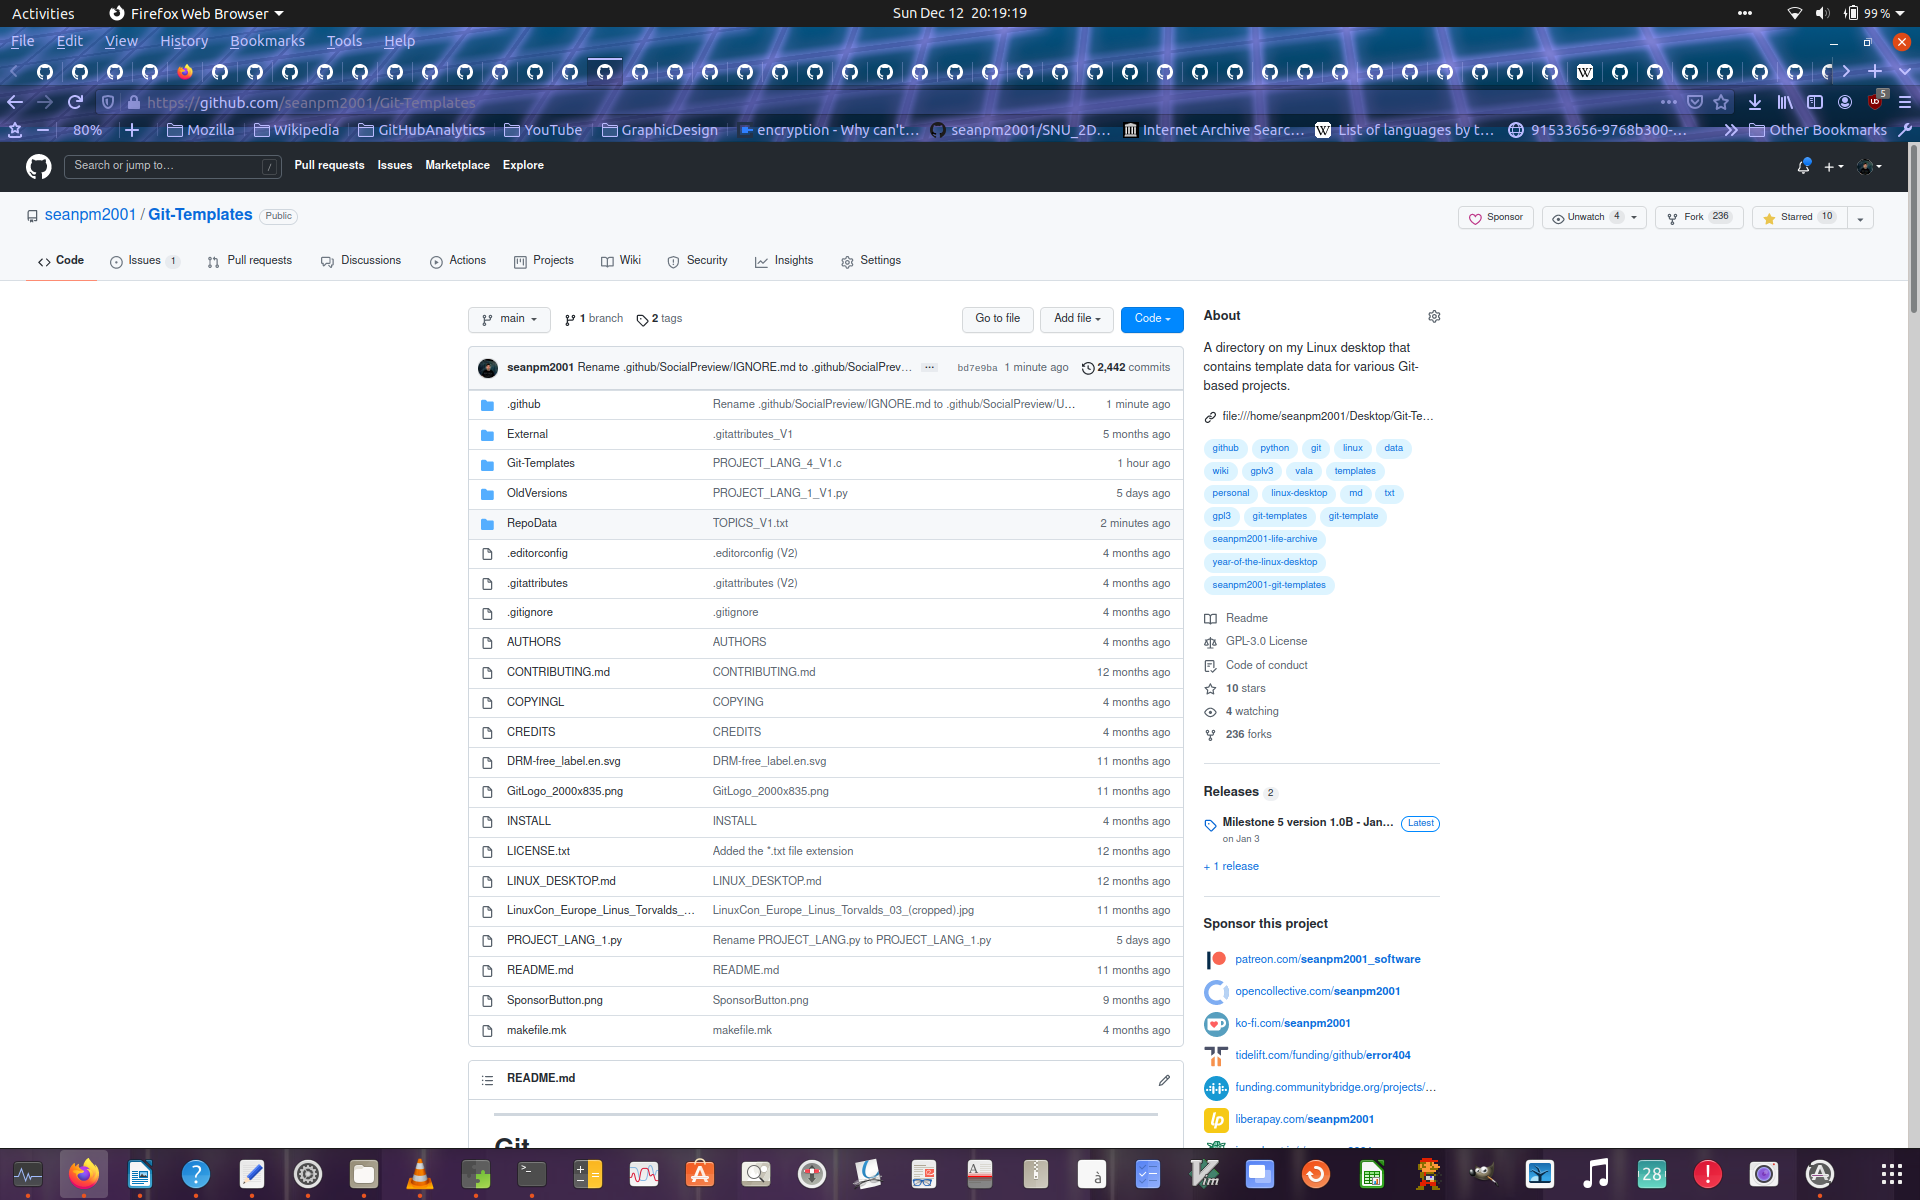 Activities Firefox Web Browser Sun Dec 12 20:19:19 99 %
File Edit View History Bookmarks Tools Help
https://github.com/seanpm2001/Git-Templates 5
80% Mozilla Wikipedia GitHubAnalytics YouTube GraphicDesign encryption - Why can't… seanpm2001/SNU_2D… Internet Archive Searc… List of languages by t… 91533656-9768b300-… Other Bookmarks
Search or jump to… / Pull requests Issues Marketplace Explore
seanpm2001 / Git-Templates Public
Sponsor Unwatch 4 Fork 236 Starred 10
Code Issues 1 Pull requests Discussions Actions Projects Wiki Security Insights Settings
main 1 branch 2 tags Go to file Add file Code
seanpm2001 Rename .github/SocialPreview/IGNORE.md to .github/SocialPrev… ··· bd7e9ba 1 minute ago 2,442 commits
.github Rename .github/SocialPreview/IGNORE.md to .github/SocialPreview/U… 1 minute ago
External .gitattributes_V1 5 months ago
Git-Templates PROJECT_LANG_4_V1.c 1 hour ago
OldVersions PROJECT_LANG_1_V1.py 5 days ago
RepoData TOPICS_V1.txt 2 minutes ago
.editorconfig .editorconfig (V2) 4 months ago
.gitattributes .gitattributes (V2) 4 months ago
.gitignore .gitignore 4 months ago
AUTHORS AUTHORS 4 months ago
CONTRIBUTING.md CONTRIBUTING.md 12 months ago
COPYINGL COPYING 4 months ago
CREDITS CREDITS 4 months ago
DRM-free_label.en.svg DRM-free_label.en.svg 11 months ago
GitLogo_2000x835.png GitLogo_2000x835.png 11 months ago
INSTALL INSTALL 4 months ago
LICENSE.txt Added the *.txt file extension 12 months ago
LINUX_DESKTOP.md LINUX_DESKTOP.md 12 months ago
LinuxCon_Europe_Linus_Torvalds_… LinuxCon_Europe_Linus_Torvalds_03_(cropped).jpg 11 months ago
PROJECT_LANG_1.py Rename PROJECT_LANG.py to PROJECT_LANG_1.py 5 days ago
README.md README.md 11 months ago
SponsorButton.png SponsorButton.png 9 months ago
makefile.mk makefile.mk 4 months ago
README.md
Git
About
A directory on my Linux desktop that
contains template data for various Git-
based projects.
file:///home/seanpm2001/Desktop/Git-Te…
github python git linux data
wiki gplv3 vala templates
personal linux-desktop md txt
gpl3 git-templates git-template
seanpm2001-life-archive
year-of-the-linux-desktop
seanpm2001-git-templates
Readme
GPL-3.0 License
Code of conduct
10 stars
4 watching
236 forks
Releases 2
Milestone 5 version 1.0B - Jan… Latest
on Jan 3
+ 1 release
Sponsor this project
patreon.com/seanpm2001_software
opencollective.com/seanpm2001
ko-fi.com/seanpm2001
tidelift.com/funding/github/error404
funding.communitybridge.org/projects/…
liberapay.com/seanpm2001
28